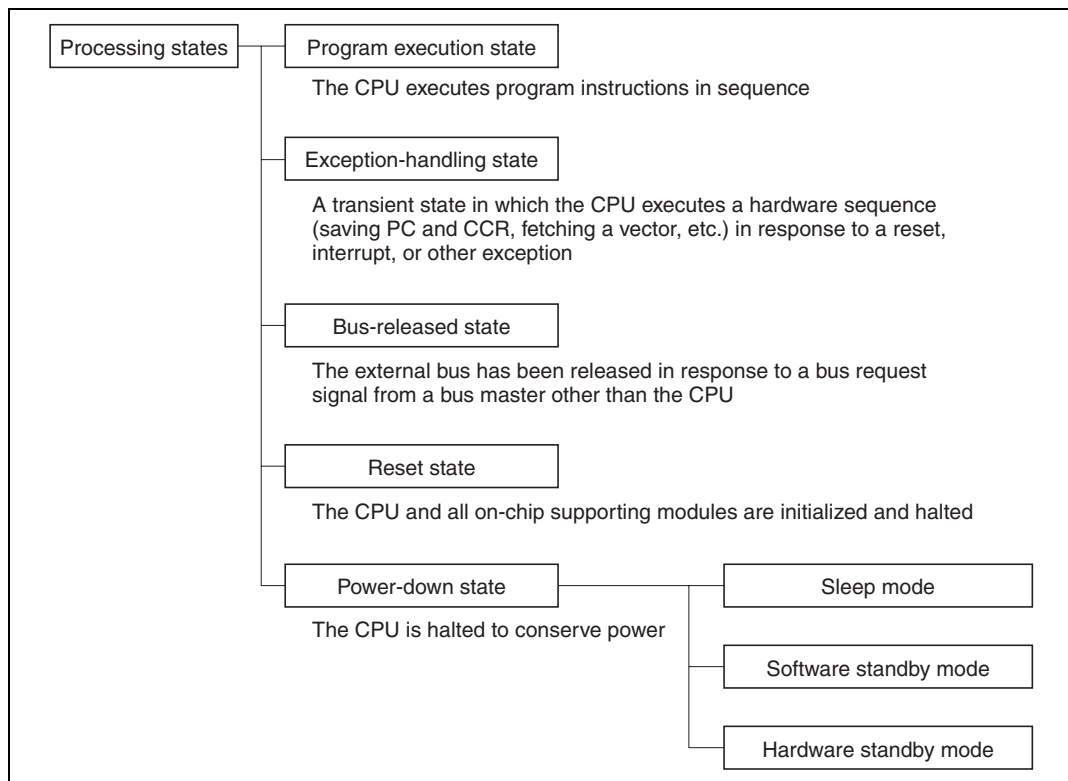 Processing states
Program execution state
The CPU executes program instructions in sequence
Exception-handling state
A transient state in which the CPU executes a hardware sequence
(saving PC and CCR, fetching a vector, etc.) in response to a reset,
interrupt, or other exception
Bus-released state
The external bus has been released in response to a bus request
signal from a bus master other than the CPU
Reset state
The CPU and all on-chip supporting modules are initialized and halted
Power-down state
Sleep mode
The CPU is halted to conserve power
Software standby mode
Hardware standby mode